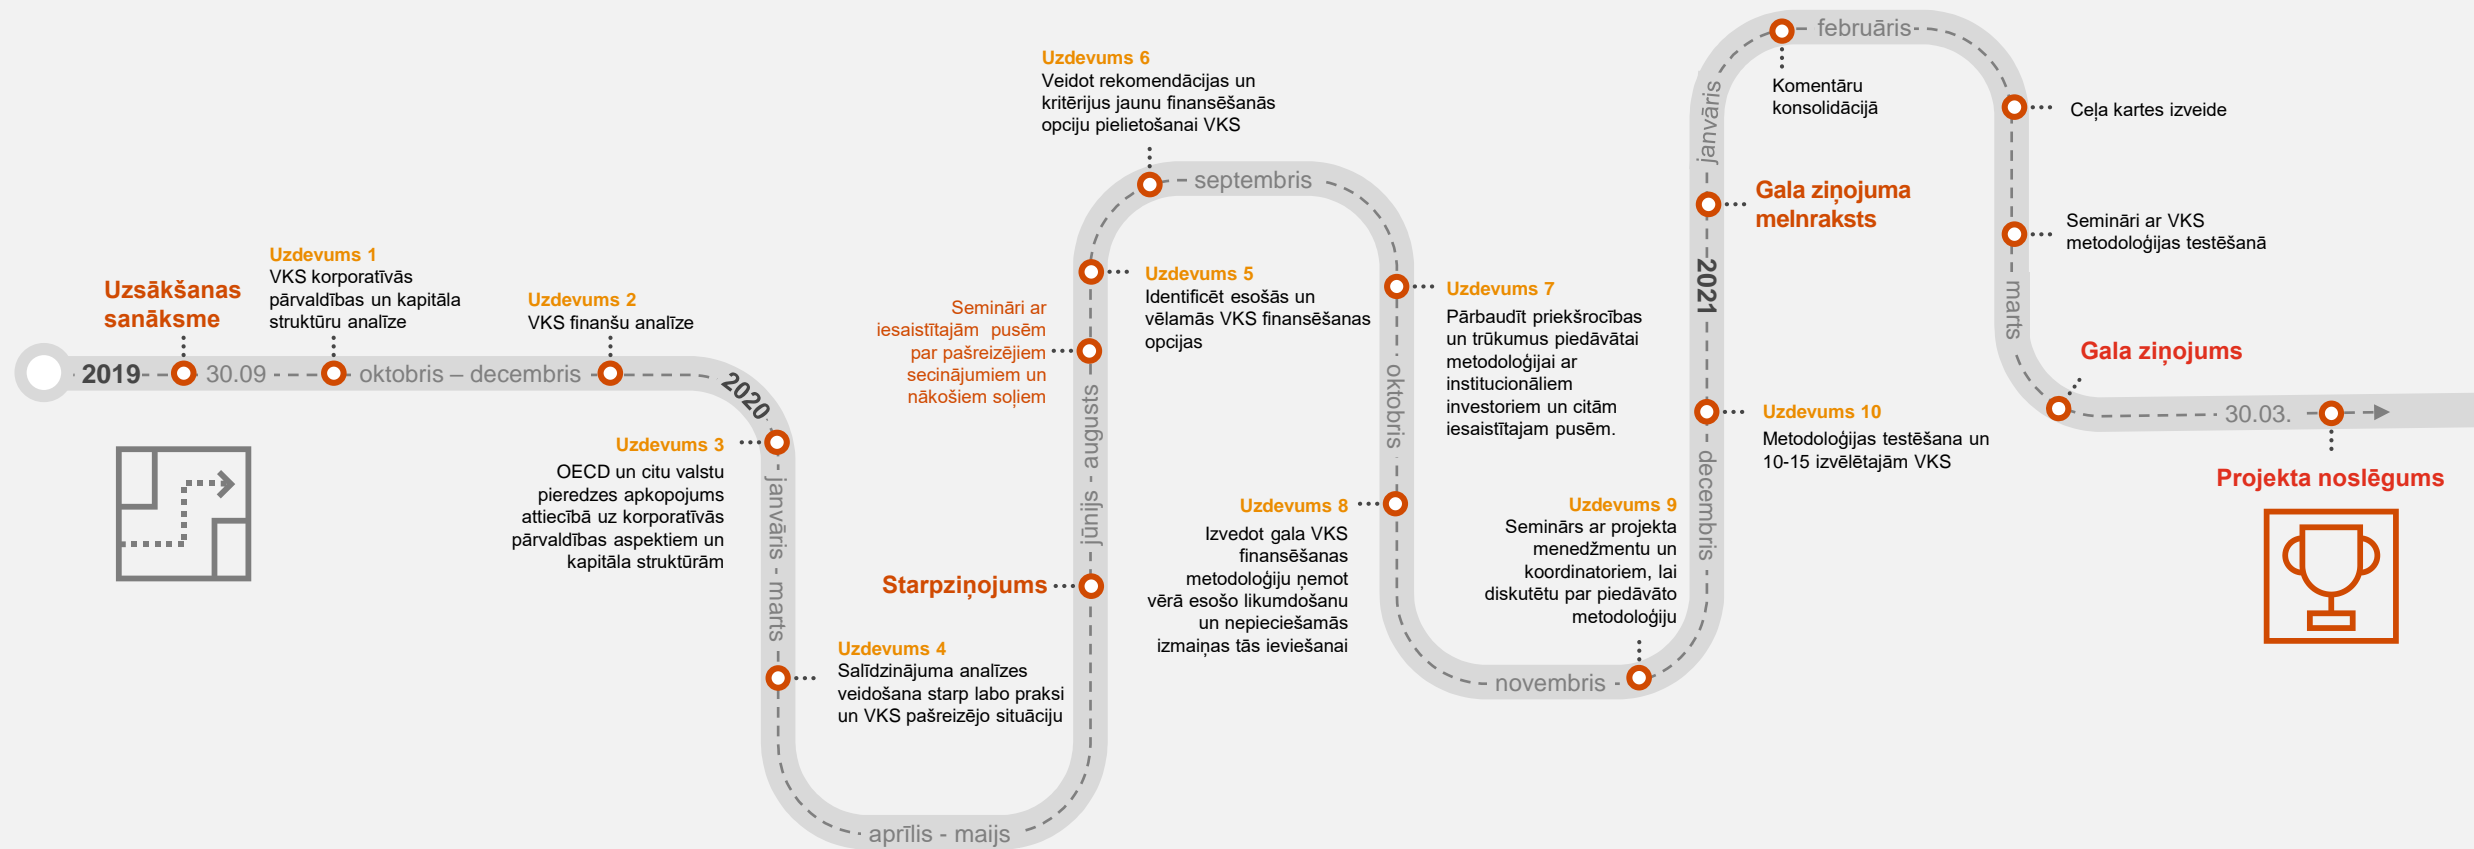 Uzsākšanas
sanāksme
2019
30.09
Uzdevums 1
VKS korporatīvās
pārvaldības un kapitāla
struktūru analīze
oktobris – decembris
Uzdevums 2
VKS finanšu analīze
2020
Uzdevums 3
OECD un citu valstu
pieredzes apkopojums
attiecībā uz korporatīvās
pārvaldības aspektiem un
kapitāla struktūrām
janvāris - marts
Uzdevums 4
Salīdzinājuma analīzes
veidošana starp labo praksi
un VKS pašreizējo situāciju
aprīlis - maijs
Starpziņojums
jūnijs - augusts
Semināri ar
iesaistītajām pusēm
par pašreizējiem
secinājumiem un
nākošiem soļiem
Uzdevums 5
Identificēt esošās un
vēlamās VKS finansēšanas
opcijas
Uzdevums 6
Veidot rekomendācijas un
kritērijus jaunu finansēšanās
opciju pielietošanai VKS
septembris
Uzdevums 7
Pārbaudīt priekšrocības
un trūkumus piedāvātai
metodoloģijai ar
institucionāliem
investoriem un citām
iesaistītajam pusēm.
oktobris
Uzdevums 8
Izvedot gala VKS
finansēšanas
metodoloģiju ņemot
vērā esošo likumdošanu
un nepieciešamās
izmaiņas tās ieviešanai
novembris
Uzdevums 9
Seminārs ar projekta
menedžmentu un
koordinatoriem, lai
diskutētu par piedāvāto
metodoloģiju
decembris
Uzdevums 10
Metodoloģijas testēšana un
10-15 izvēlētajām VKS
2021
Gala ziņojuma
melnraksts
janvāris
Komentāru
konsolidācijā
februāris
Ceļa kartes izveide
Semināri ar VKS
metodoloģijas testēšanā
marts
Gala ziņojums
30.03.
Projekta noslēgums